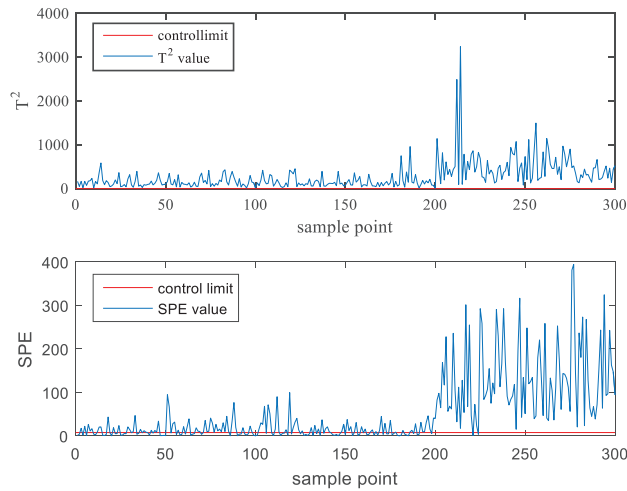 4000
3000
2000
1000
0
T²
controllimit
T² value
0 50 100 150 200 250 300
sample point
400
300
200
100
0
SPE
control limit
SPE value
0 50 100 150 200 250 300
sample point